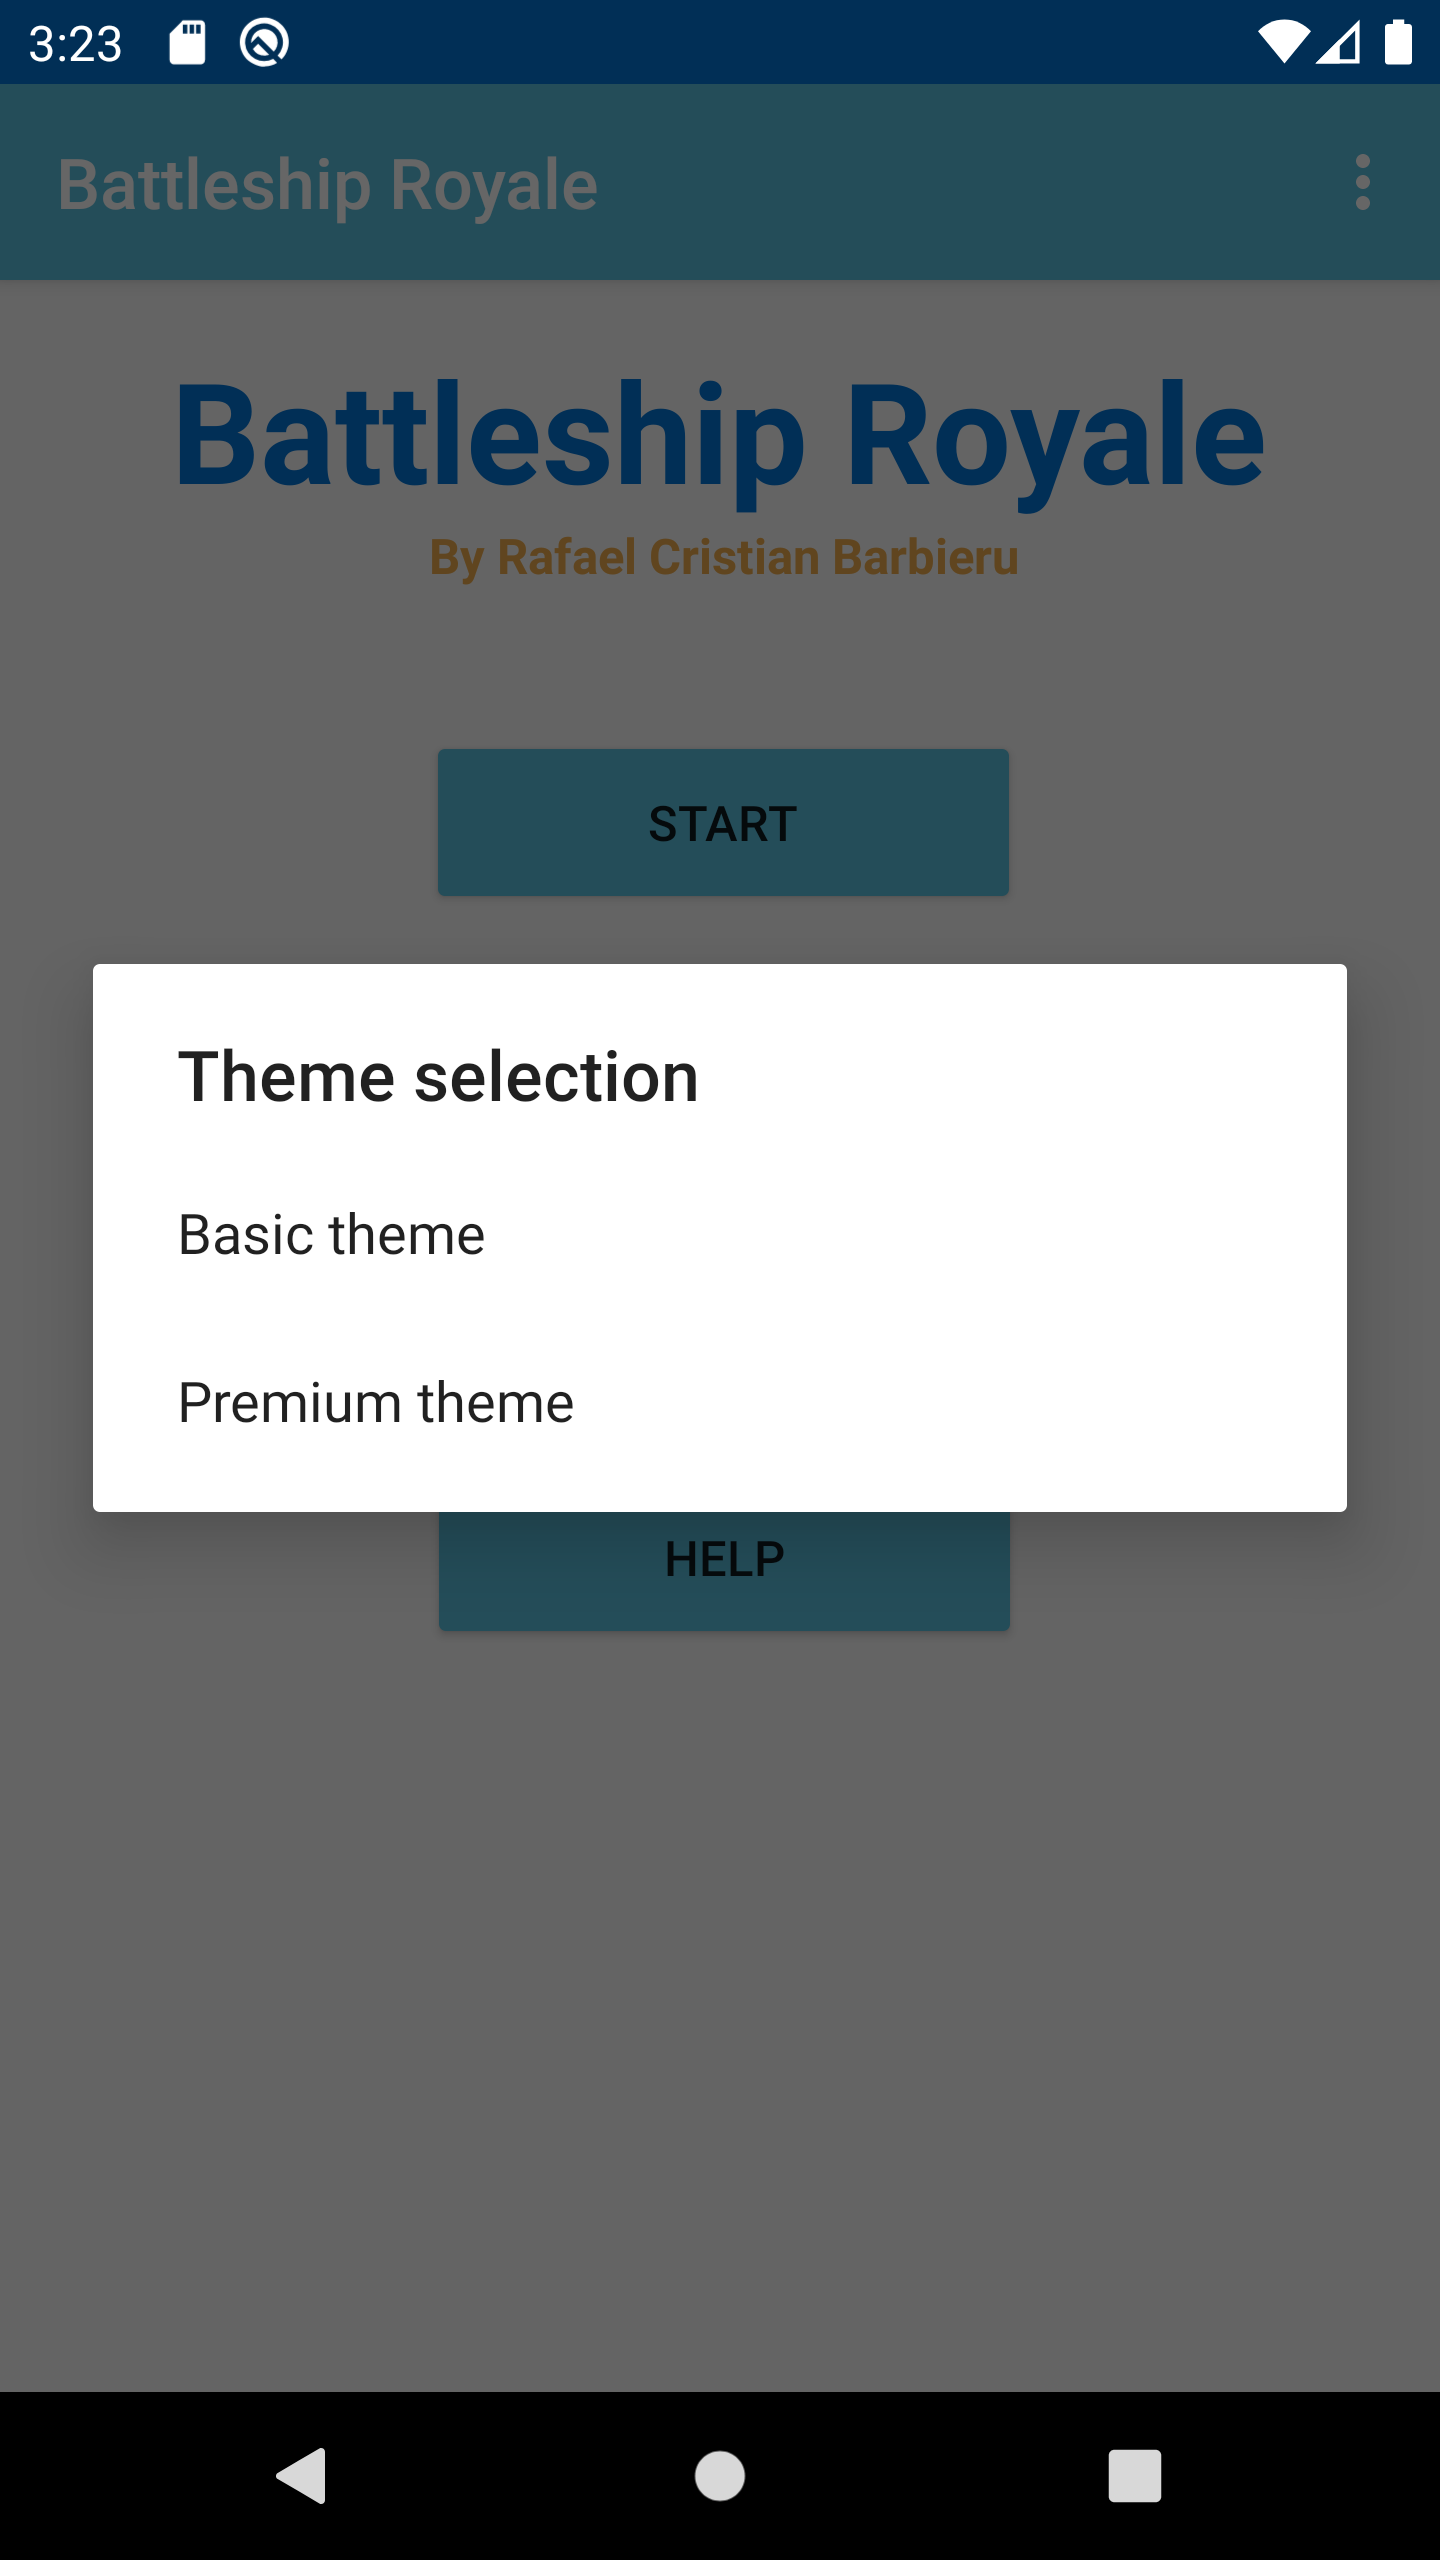 3:23
Battleship Royale
Battleship Royale
By Rafael Cristian Barbieru
START
Theme selection
Basic theme
Premium theme
HELP